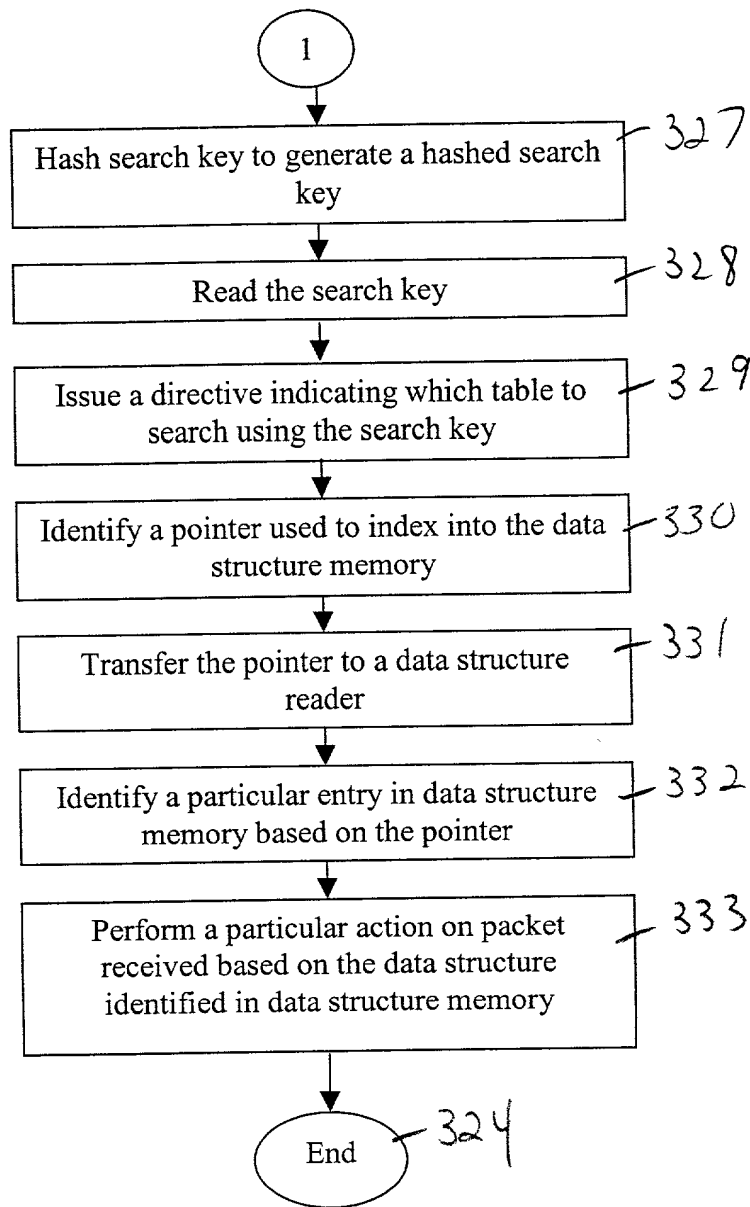 1
Hash search key to generate a hashed search
key
327
Read the search key
328
Issue a directive indicating which table to
search using the search key
329
Identify a pointer used to index into the data
structure memory
330
Transfer the pointer to a data structure
reader
331
Identify a particular entry in data structure
memory based on the pointer
332
Perform a particular action on packet
received based on the data structure
identified in data structure memory
333
End
324